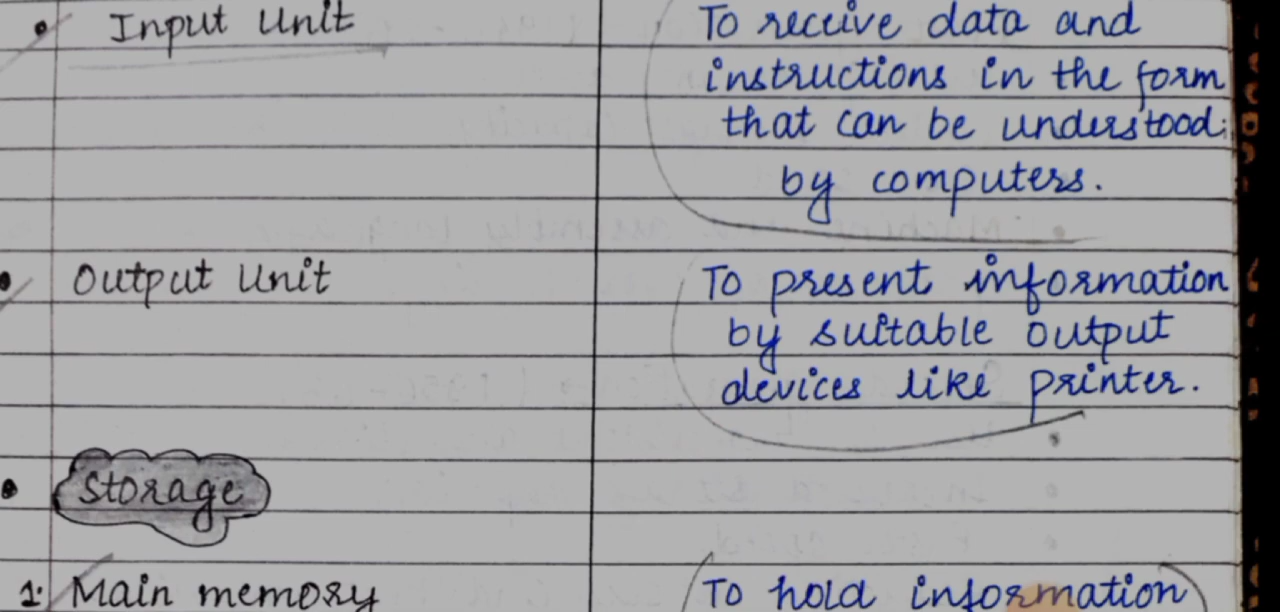 • Input Unit
To receive data and
instructions in the form
that can be understood
by computers.
• Output Unit
To present information
by suitable output
devices like printer.
• Storage
1. Main memory
To hold information